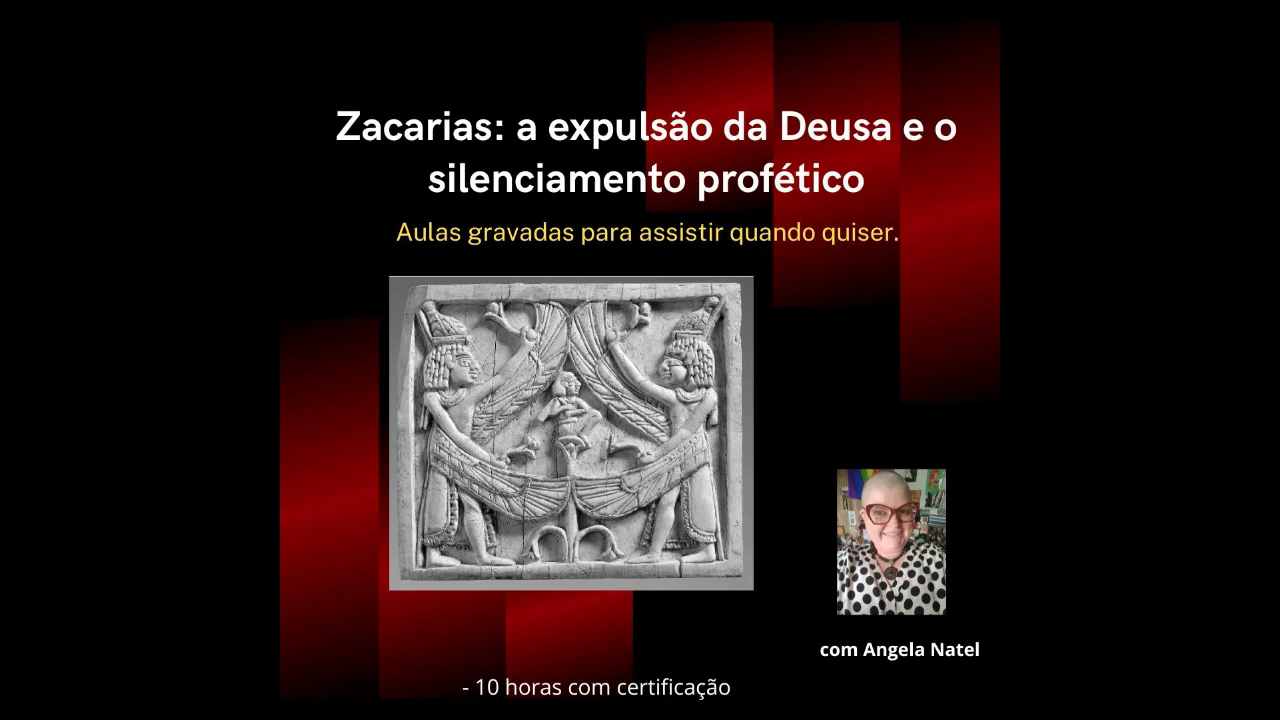 Zacarias: a expulsão da Deusa e o
silenciamento profético
Aulas gravadas para assistir quando quiser.
com Angela Natel
- 10 horas com certificação